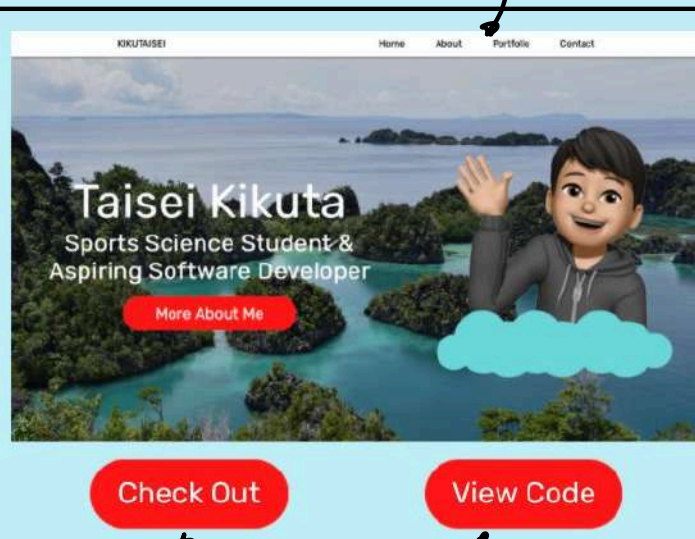 KIKUTAISEI Home About Portfolio Contact
Taisei Kikuta
Sports Science Student &
Aspiring Software Developer
More About Me
Check Out View Code